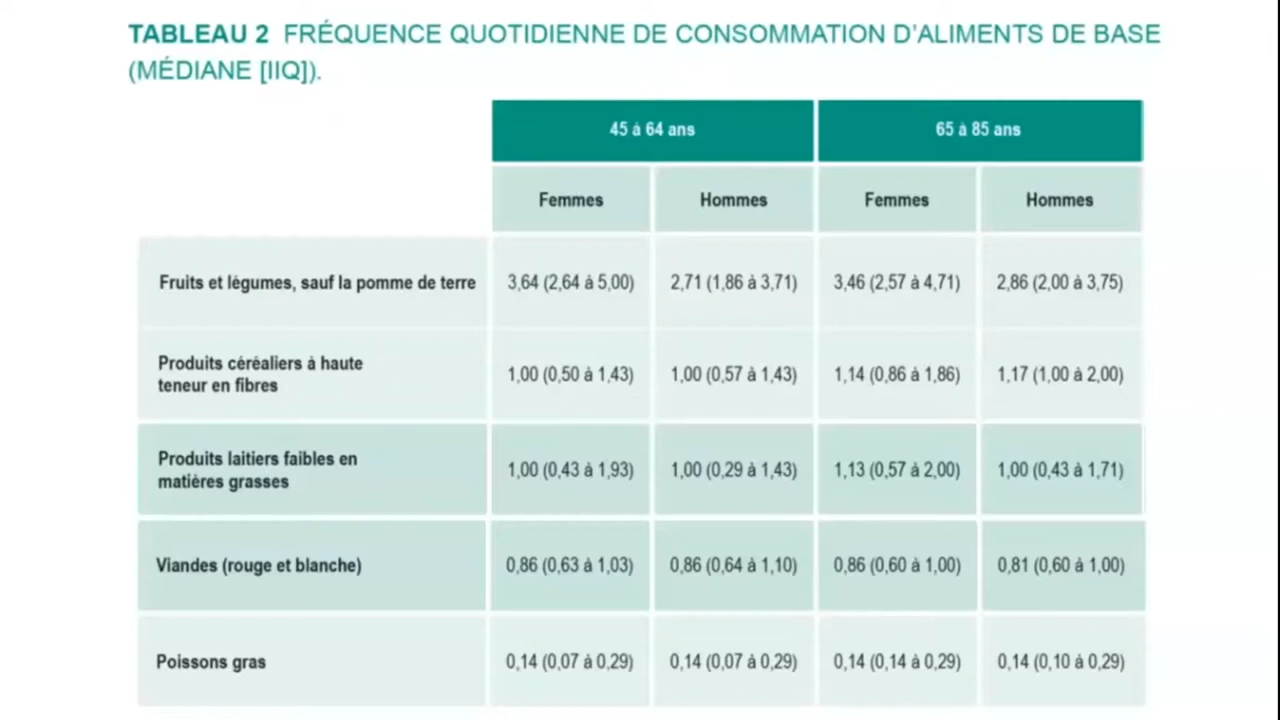 TABLEAU 2 FRÉQUENCE QUOTIDIENNE DE CONSOMMATION D'ALIMENTS DE BASE
(MÉDIANE [IIQ]).
45 à 64 ans 65 à 85 ans
Femmes Hommes Femmes Hommes
Fruits et légumes, sauf la pomme de terre 3,64 (2,64 à 5,00) 2,71 (1,86 à 3,71) 3,46 (2,57 à 4,71) 2,86 (2,00 à 3,75)
Produits céréaliers à haute
teneur en fibres 1,00 (0,50 à 1,43) 1,00 (0,57 à 1,43) 1,14 (0,86 à 1,86) 1,17 (1,00 à 2,00)
Produits laitiers faibles en
matières grasses 1,00 (0,43 à 1,93) 1,00 (0,29 à 1,43) 1,13 (0,57 à 2,00) 1,00 (0,43 à 1,71)
Viandes (rouge et blanche) 0,86 (0,63 à 1,03) 0,86 (0,64 à 1,10) 0,86 (0,60 à 1,00) 0,81 (0,60 à 1,00)
Poissons gras 0,14 (0,07 à 0,29) 0,14 (0,07 à 0,29) 0,14 (0,14 à 0,29) 0,14 (0,10 à 0,29)